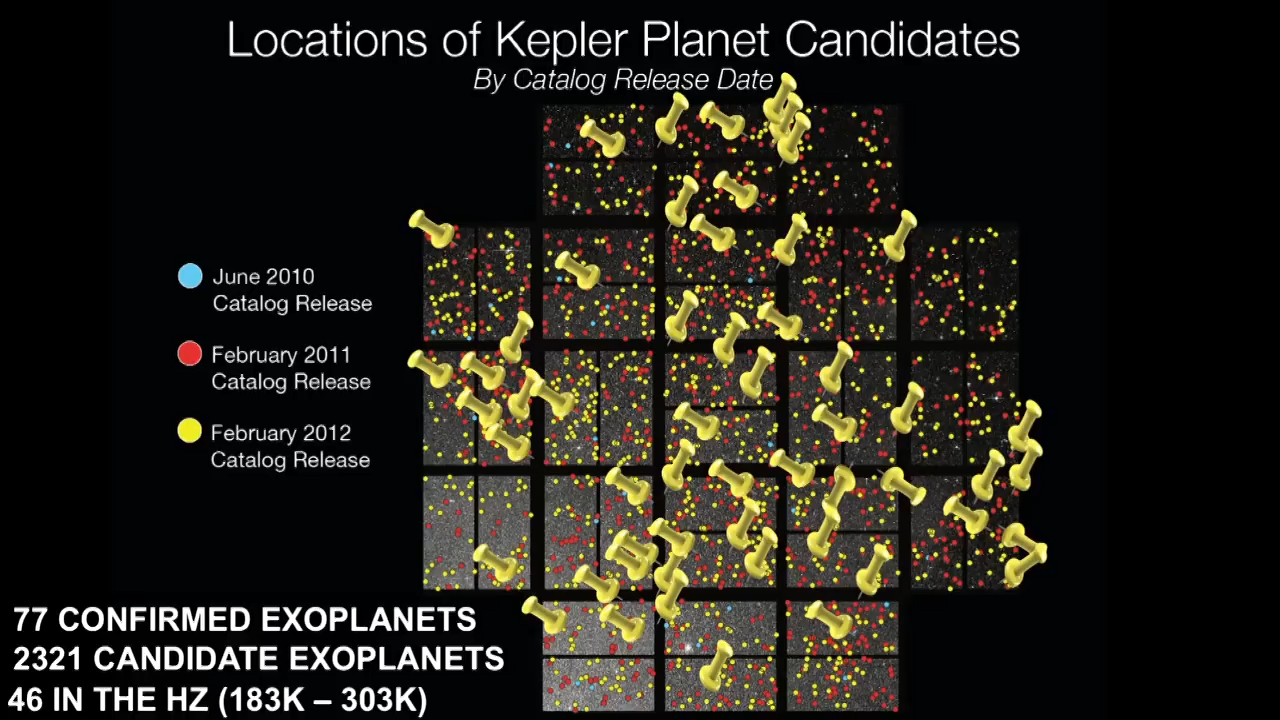 Locations of Kepler Planet Candidates
By Catalog Release Date
June 2010
Catalog Release
February 2011
Catalog Release
February 2012
Catalog Release
77 CONFIRMED EXOPLANETS
2321 CANDIDATE EXOPLANETS
46 IN THE HZ (183K – 303K)